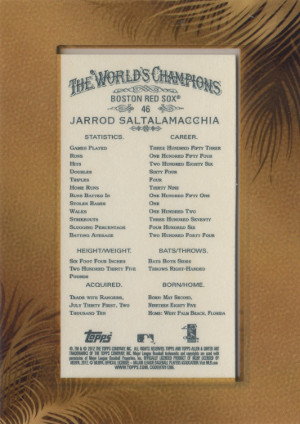 THE WORLD'S CHAMPIONS
BOSTON RED SOX®
46
JARROD SALTALAMACCHIA
STATISTICS. CAREER.
GAMES PLAYED THREE HUNDRED FIFTY THREE
RUNS ONE HUNDRED FIFTY FOUR
HITS TWO HUNDRED EIGHTY SIX
DOUBLES SIXTY FOUR
TRIPLES FOUR
HOME RUNS THIRTY NINE
RUNS BATTED IN ONE HUNDRED FIFTY ONE
STOLEN BASES ONE
WALKS ONE HUNDRED TWO
STRIKEOUTS THREE HUNDRED SEVENTY
SLUGGING PERCENTAGE FOUR HUNDRED SIX
BATTING AVERAGE TWO HUNDRED FORTY FOUR
HEIGHT/WEIGHT. BATS/THROWS.
SIX FOOT FOUR INCHES BATS BOTH SIDES
TWO HUNDRED THIRTY FIVE THROWS RIGHT-HANDED
POUNDS
ACQUIRED. BORN/HOME.
TRADE WITH RANGERS, BORN: MAY SECOND,
JULY THIRTY FIRST, TWO NINETEEN EIGHTY FIVE
THOUSAND TEN HOME: WEST PALM BEACH, FLORIDA
Topps